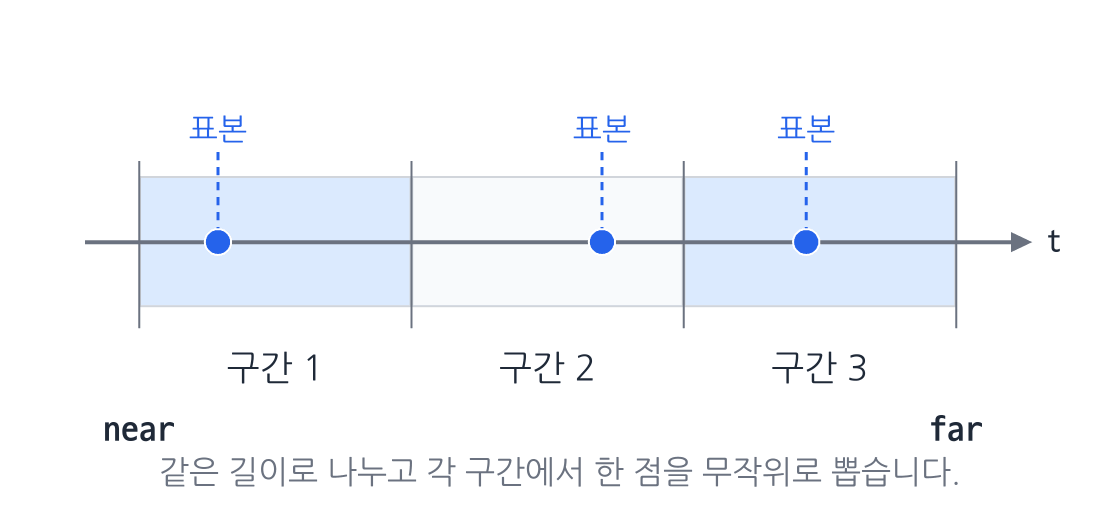 표본 표본 표본
t
구간 1 구간 2 구간 3
near far
같은 길이로 나누고 각 구간에서 한 점을 무작위로 뽑습니다.